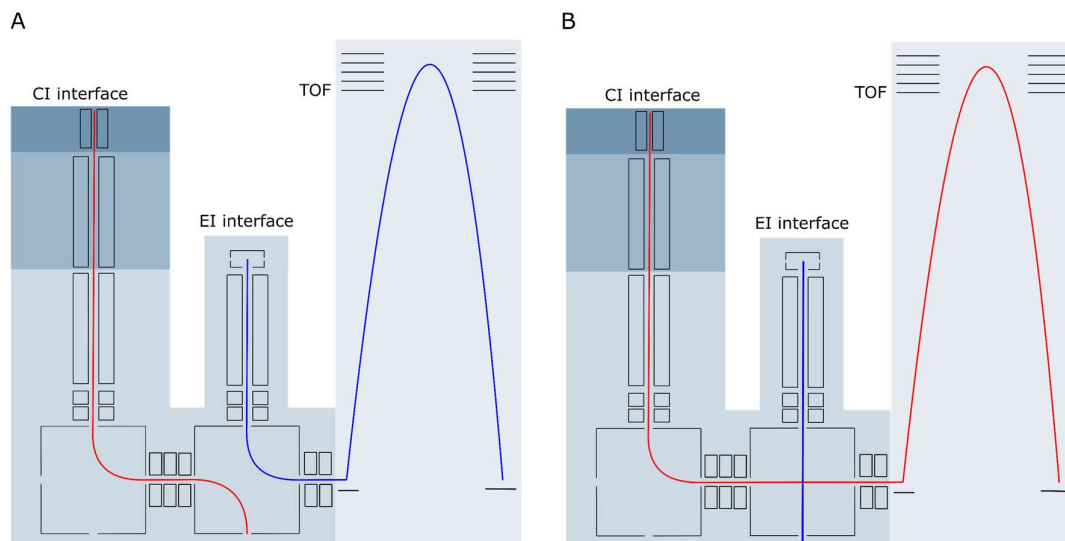 A
TOF
CI interface
EI interface
B
TOF
CI interface
EI interface